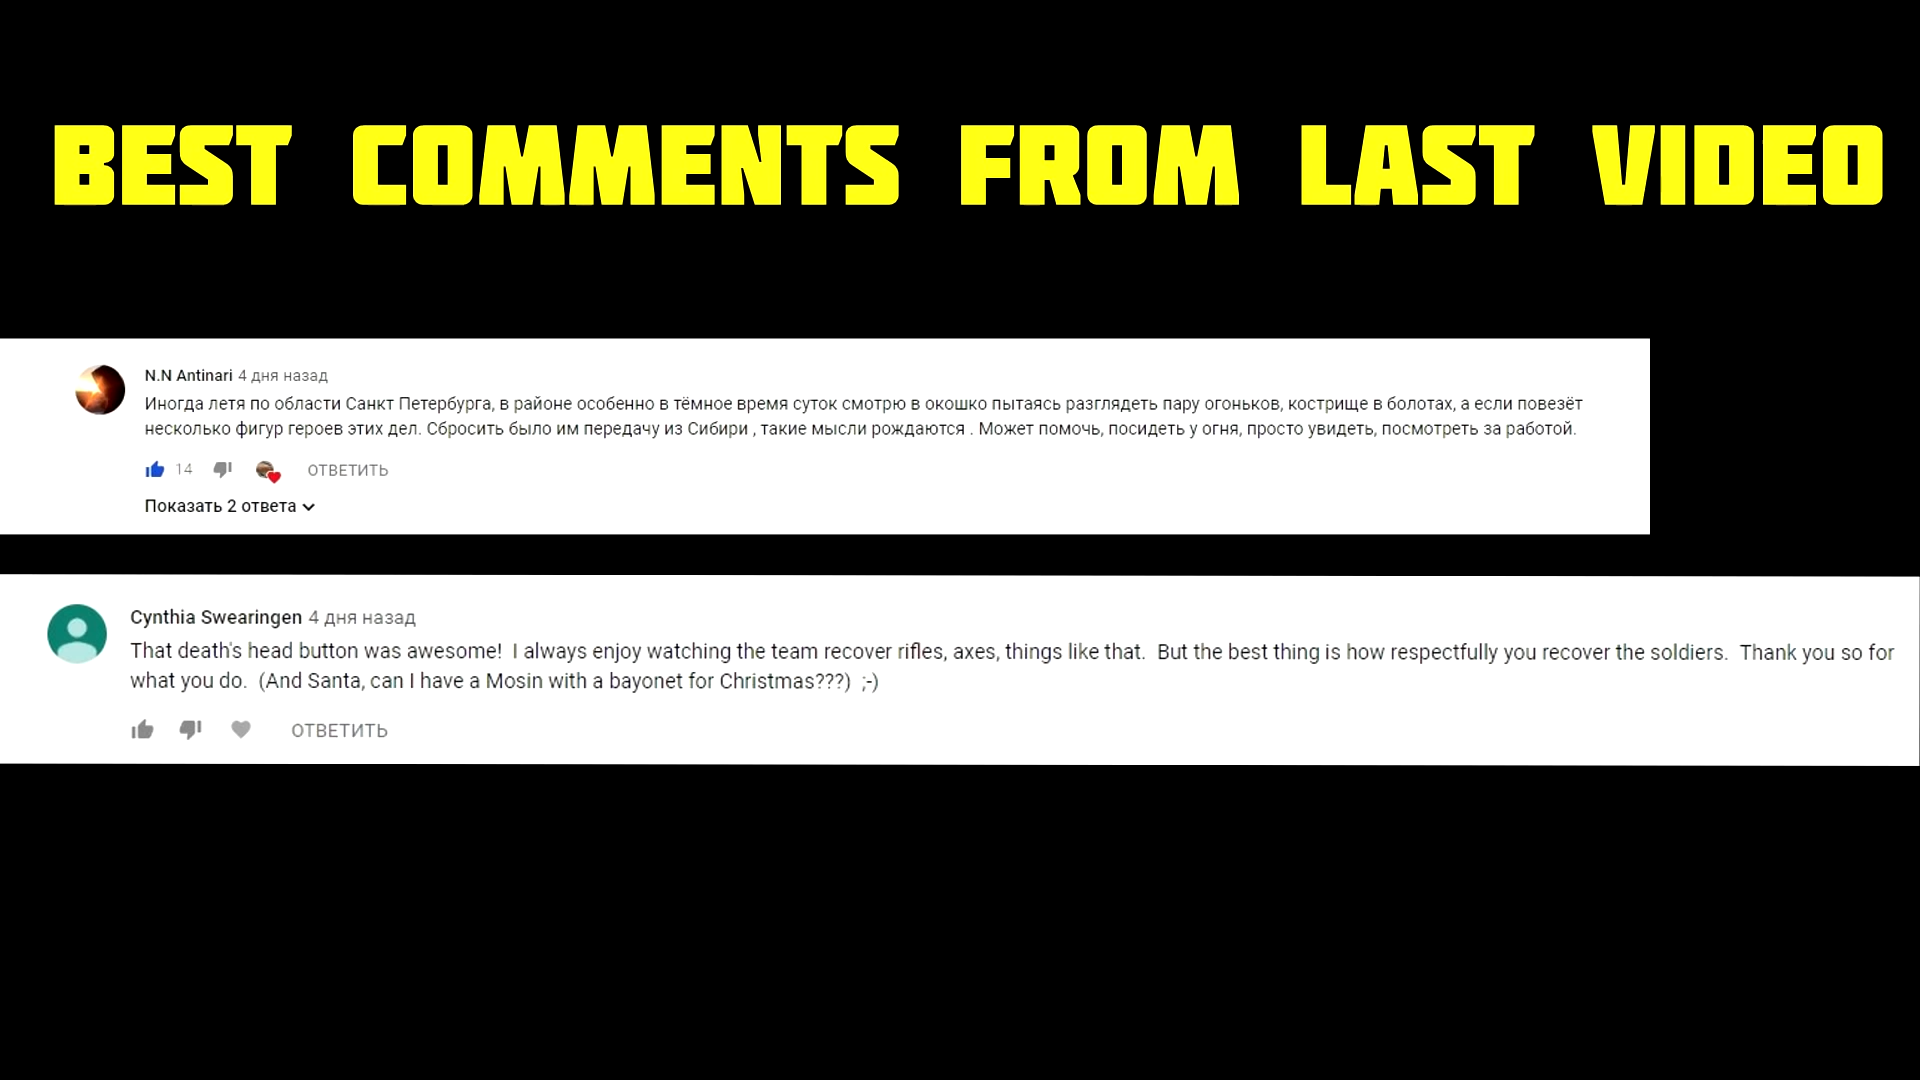 BEST COMMENTS FROM LAST VIDEO
N.N Antinari 4 дня назад
Иногда летя по области Санкт Петербурга, в районе особенно в тёмное время суток смотрю в окошко пытаясь разглядеть пару огоньков, кострище в болотах, а если повезёт
несколько фигур героев этих дел. Сбросить было им передачу из Сибири , такие мысли рождаются . Может помочь, посидеть у огня, просто увидеть, посмотреть за работой.
14 ОТВЕТИТЬ
Показать 2 ответа
Cynthia Swearingen 4 дня назад
That death's head button was awesome!  I always enjoy watching the team recover rifles, axes, things like that.  But the best thing is how respectfully you recover the soldiers.  Thank you so for
what you do.  (And Santa, can I have a Mosin with a bayonet for Christmas???)  ;-)
ОТВЕТИТЬ